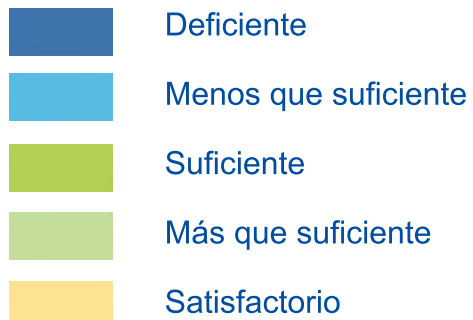 Deficiente
Menos que suficiente
Suficiente
Más que suficiente
Satisfactorio